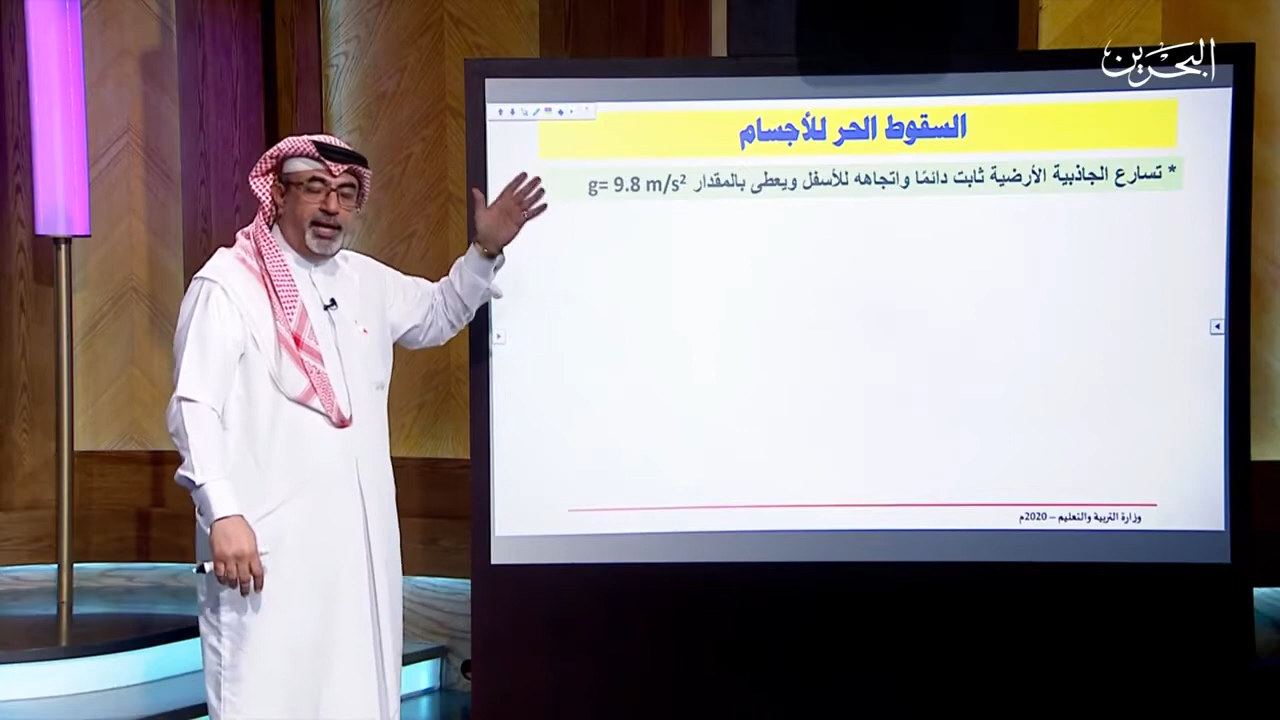 البحرين
السقوط الحر للأجسام
* تسارع الجاذبية الأرضية ثابت دائمًا واتجاهه للأسفل ويعطى بالمقدار g= 9.8 m/s²
وزارة التربية والتعليم – 2020م